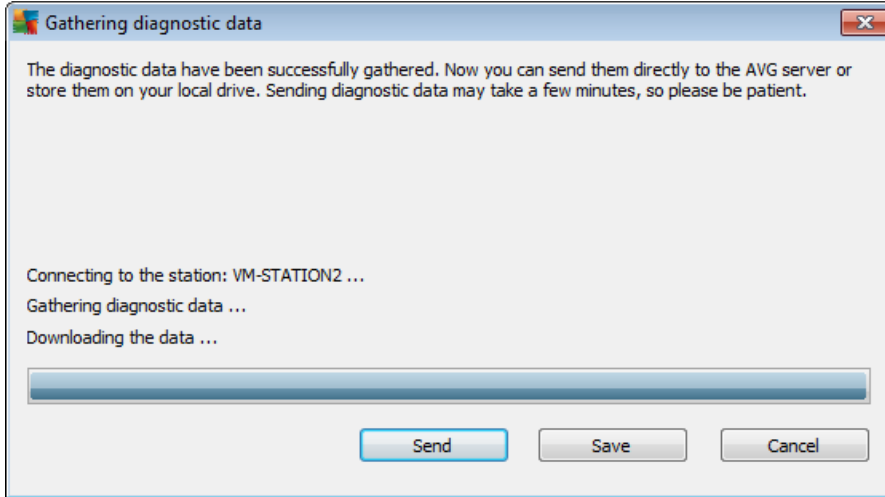 Gathering diagnostic data
The diagnostic data have been successfully gathered. Now you can send them directly to the AVG server or
store them on your local drive. Sending diagnostic data may take a few minutes, so please be patient.
Connecting to the station: VM-STATION2 ...
Gathering diagnostic data ...
Downloading the data ...
Send Save Cancel